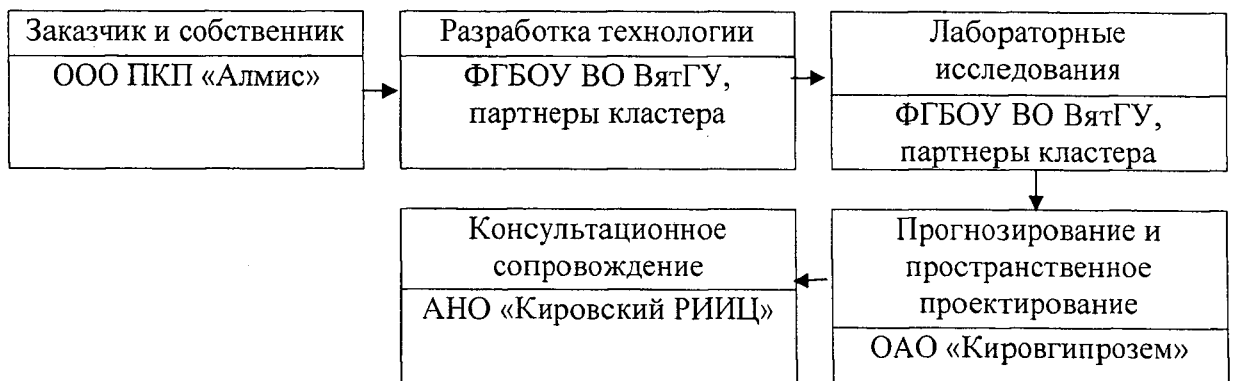 Заказчик и собственник
ООО ПКП «Алмис»
Разработка технологии
ФГБОУ ВО ВятГУ,
партнеры кластера
Лабораторные
исследования
ФГБОУ ВО ВятГУ,
партнеры кластера
Прогнозирование и
пространственное
проектирование
ОАО «Кировгипрозем»
Консультационное
сопровождение
АНО «Кировский РИИЦ»